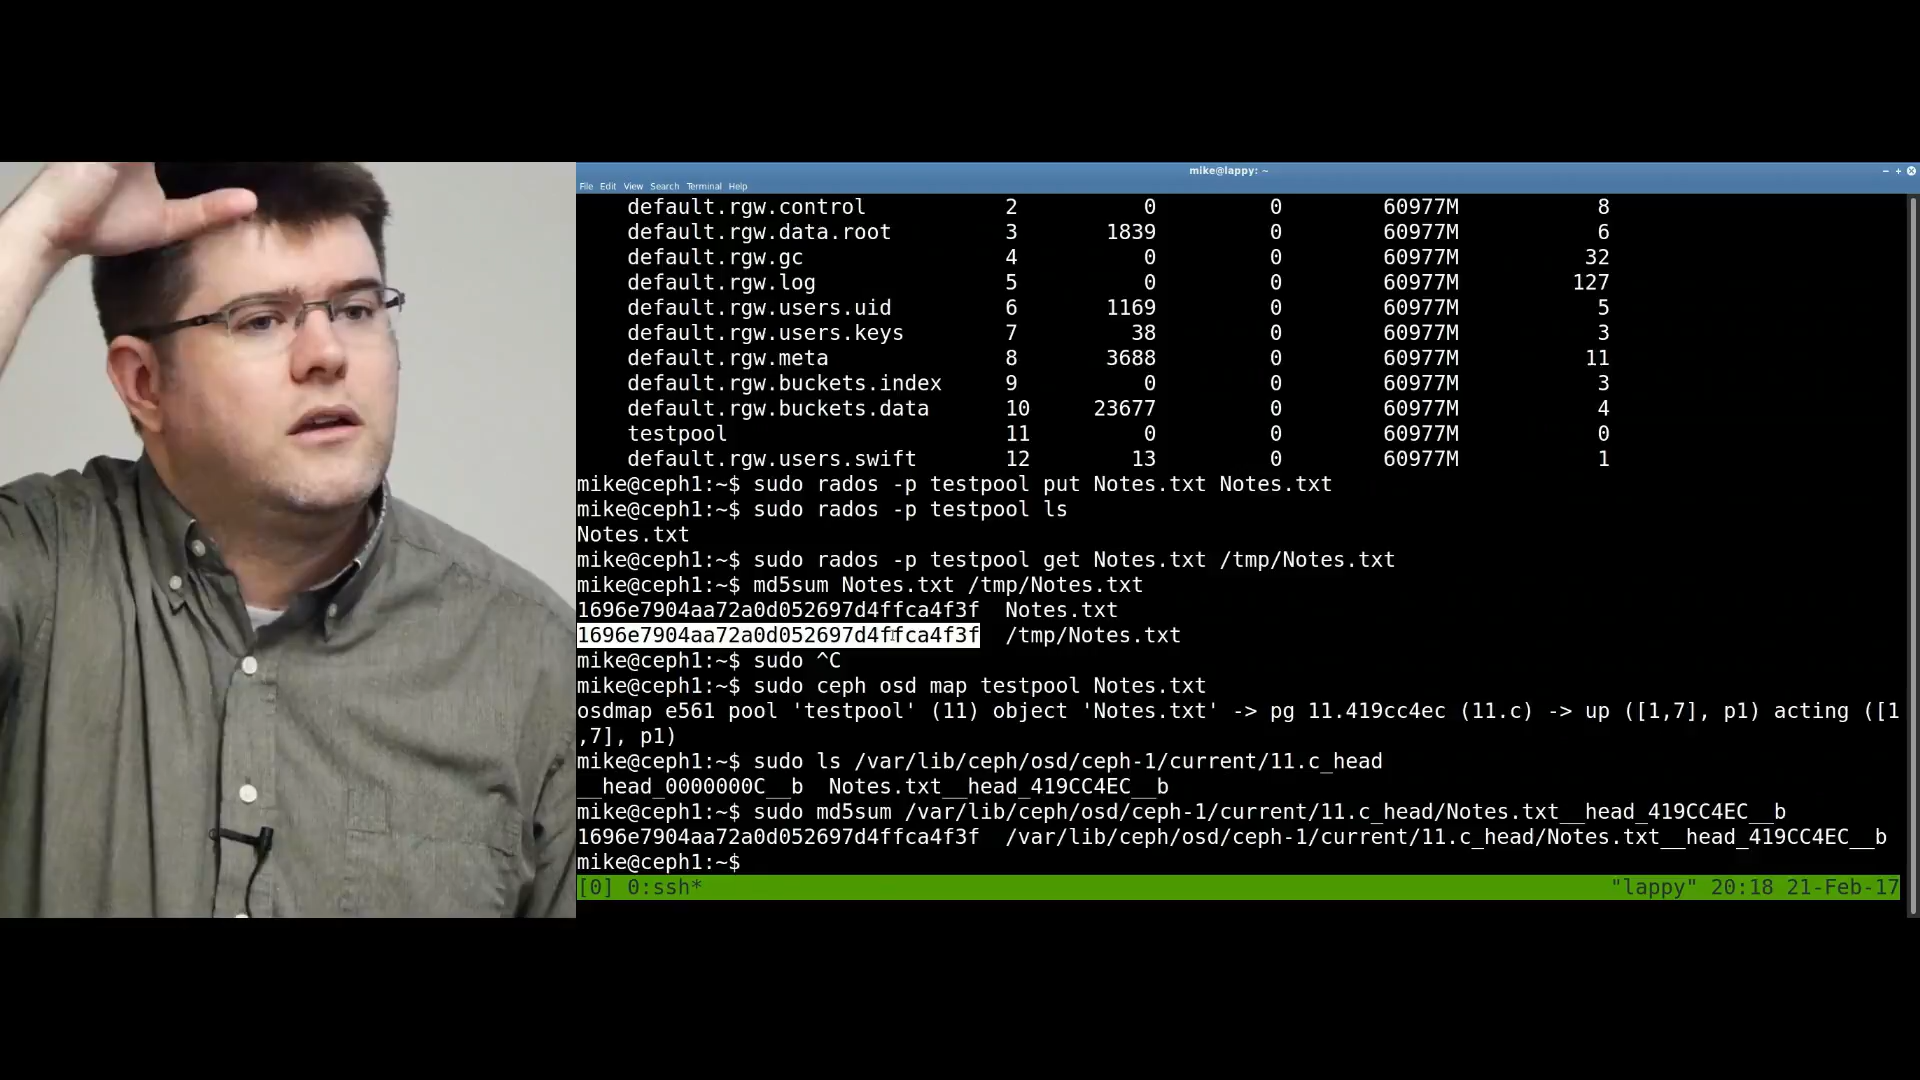 mike@lappy: ~
File Edit View Search Terminal Help
default.rgw.control 2 0 0 60977M 8
default.rgw.data.root 3 1839 0 60977M 6
default.rgw.gc 4 0 0 60977M 32
default.rgw.log 5 0 0 60977M 127
default.rgw.users.uid 6 1169 0 60977M 5
default.rgw.users.keys 7 38 0 60977M 3
default.rgw.meta 8 3688 0 60977M 11
default.rgw.buckets.index 9 0 0 60977M 3
default.rgw.buckets.data 10 23677 0 60977M 4
testpool 11 0 0 60977M 0
default.rgw.users.swift 12 13 0 60977M 1
mike@ceph1:~$ sudo rados -p testpool put Notes.txt Notes.txt
mike@ceph1:~$ sudo rados -p testpool ls
Notes.txt
mike@ceph1:~$ sudo rados -p testpool get Notes.txt /tmp/Notes.txt
mike@ceph1:~$ md5sum Notes.txt /tmp/Notes.txt
1696e7904aa72a0d052697d4ffca4f3f  Notes.txt
1696e7904aa72a0d052697d4ffca4f3f  /tmp/Notes.txt
mike@ceph1:~$ sudo ^C
mike@ceph1:~$ sudo ceph osd map testpool Notes.txt
osdmap e561 pool 'testpool' (11) object 'Notes.txt' -> pg 11.419cc4ec (11.c) -> up ([1,7], p1) acting ([1
,7], p1)
mike@ceph1:~$ sudo ls /var/lib/ceph/osd/ceph-1/current/11.c_head
__head_0000000C__b  Notes.txt__head_419CC4EC__b
mike@ceph1:~$ sudo md5sum /var/lib/ceph/osd/ceph-1/current/11.c_head/Notes.txt__head_419CC4EC__b
1696e7904aa72a0d052697d4ffca4f3f  /var/lib/ceph/osd/ceph-1/current/11.c_head/Notes.txt__head_419CC4EC__b
mike@ceph1:~$
[0] 0:ssh* "lappy" 20:18 21-Feb-17